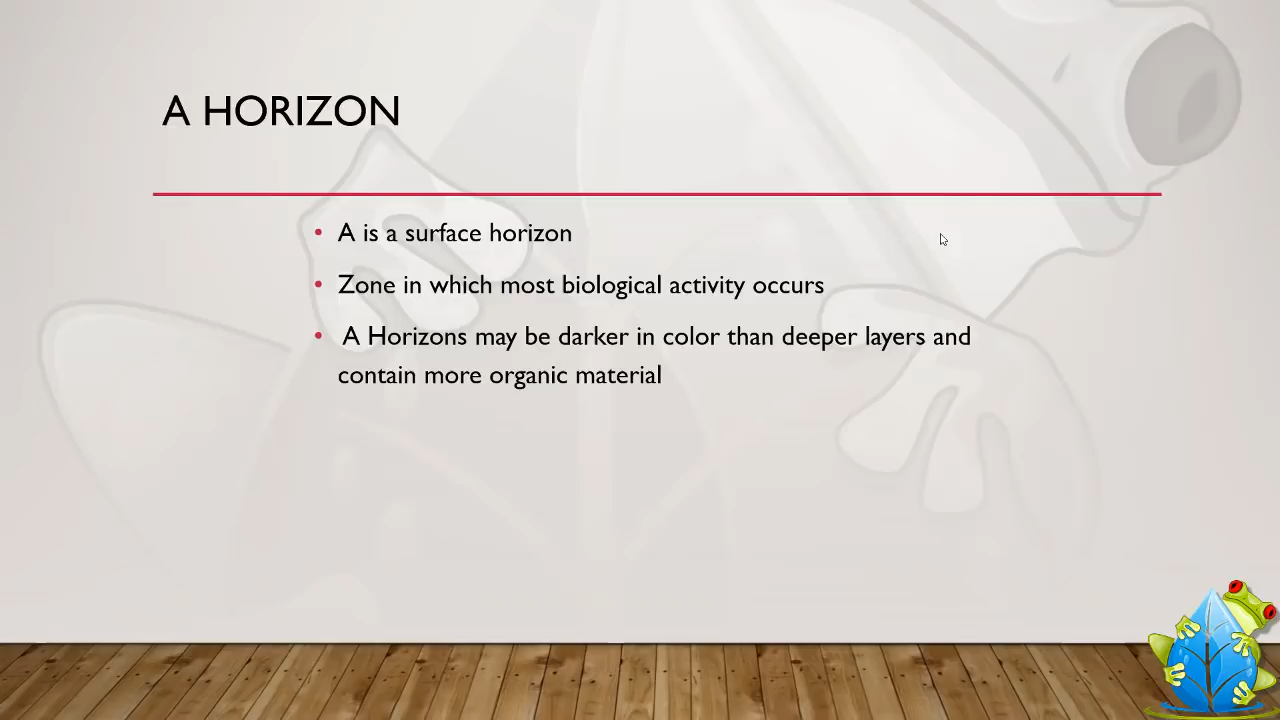 A HORIZON
• A is a surface horizon
• Zone in which most biological activity occurs
• A Horizons may be darker in color than deeper layers and
contain more organic material